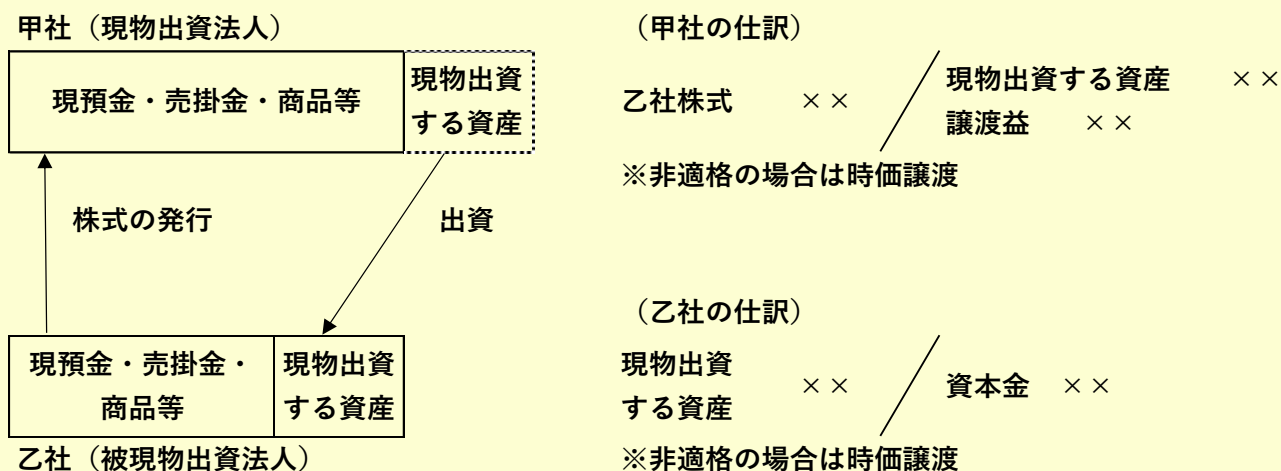 甲社（現物出資法人）
現預金・売掛金・商品等
現物出資
する資産
株式の発行
出資
現預金・売掛金・
商品等
現物出資
する資産
乙社（被現物出資法人）
（甲社の仕訳）
乙社株式　××
現物出資する資産　××
譲渡益　××
※非適格の場合は時価譲渡
（乙社の仕訳）
現物出資
する資産
××
資本金　××
※非適格の場合は時価譲渡